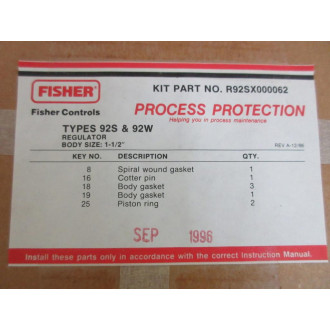 FISHER
KIT PART NO. R92SX000062
Fisher Controls
PROCESS PROTECTION
Helping you in process maintenance
TYPES 92S & 92W
REGULATOR
BODY SIZE: 1-1/2"
REV A-12/86
KEY NO. DESCRIPTION QTY.
8 Spiral wound gasket 1
16 Cotter pin 1
18 Body gasket 3
19 Body gasket 1
25 Piston ring 2
SEP 1996
Install these parts only in accordance with the correct Instruction Manual.